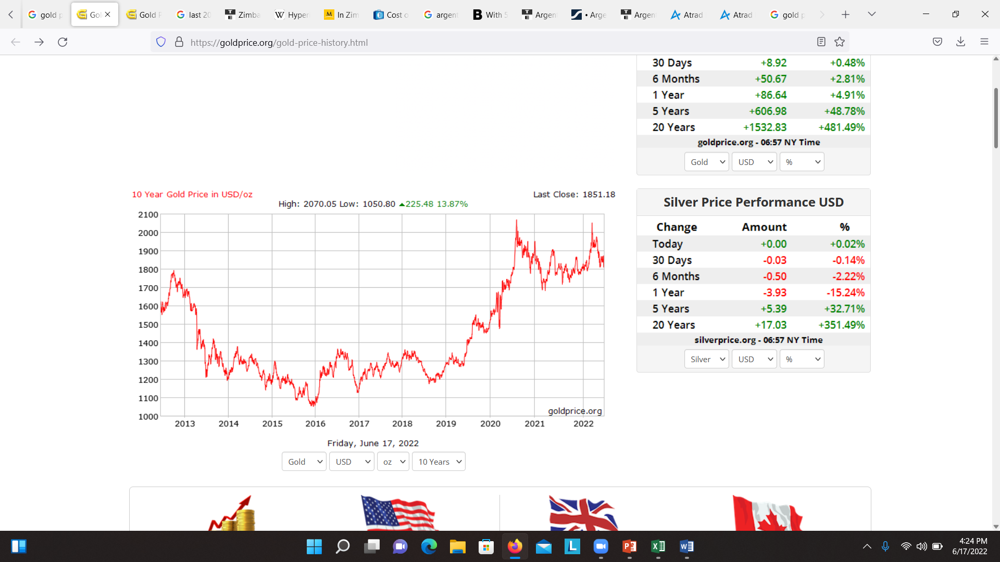 gold p
Gol
Gold P
last 20
Zimba
Hyper
In Zim
Cost o
argent
With 5
Argen
• Arge
Argen
Atrad
Atrad
gold p
https://goldprice.org/gold-price-history.html
30 Days +8.92 +0.48%
6 Months +50.67 +2.81%
1 Year +86.64 +4.91%
5 Years +606.98 +48.78%
20 Years +1532.83 +481.49%
goldprice.org - 06:57 NY Time
Gold USD %
10 Year Gold Price in USD/oz
Last Close: 1851.18
High: 2070.05 Low: 1050.80 ▲225.48 13.87%
2100
2000
1900
1800
1700
1600
1500
1400
1300
1200
1100
1000
goldprice.org
2013 2014 2015 2016 2017 2018 2019 2020 2021 2022
Friday, June 17, 2022
Gold USD oz 10 Years
Silver Price Performance USD
Change Amount %
Today +0.00 +0.02%
30 Days -0.03 -0.14%
6 Months -0.50 -2.22%
1 Year -3.93 -15.24%
5 Years +5.39 +32.71%
20 Years +17.03 +351.49%
silverprice.org - 06:57 NY Time
Silver USD %
4:24 PM
6/17/2022